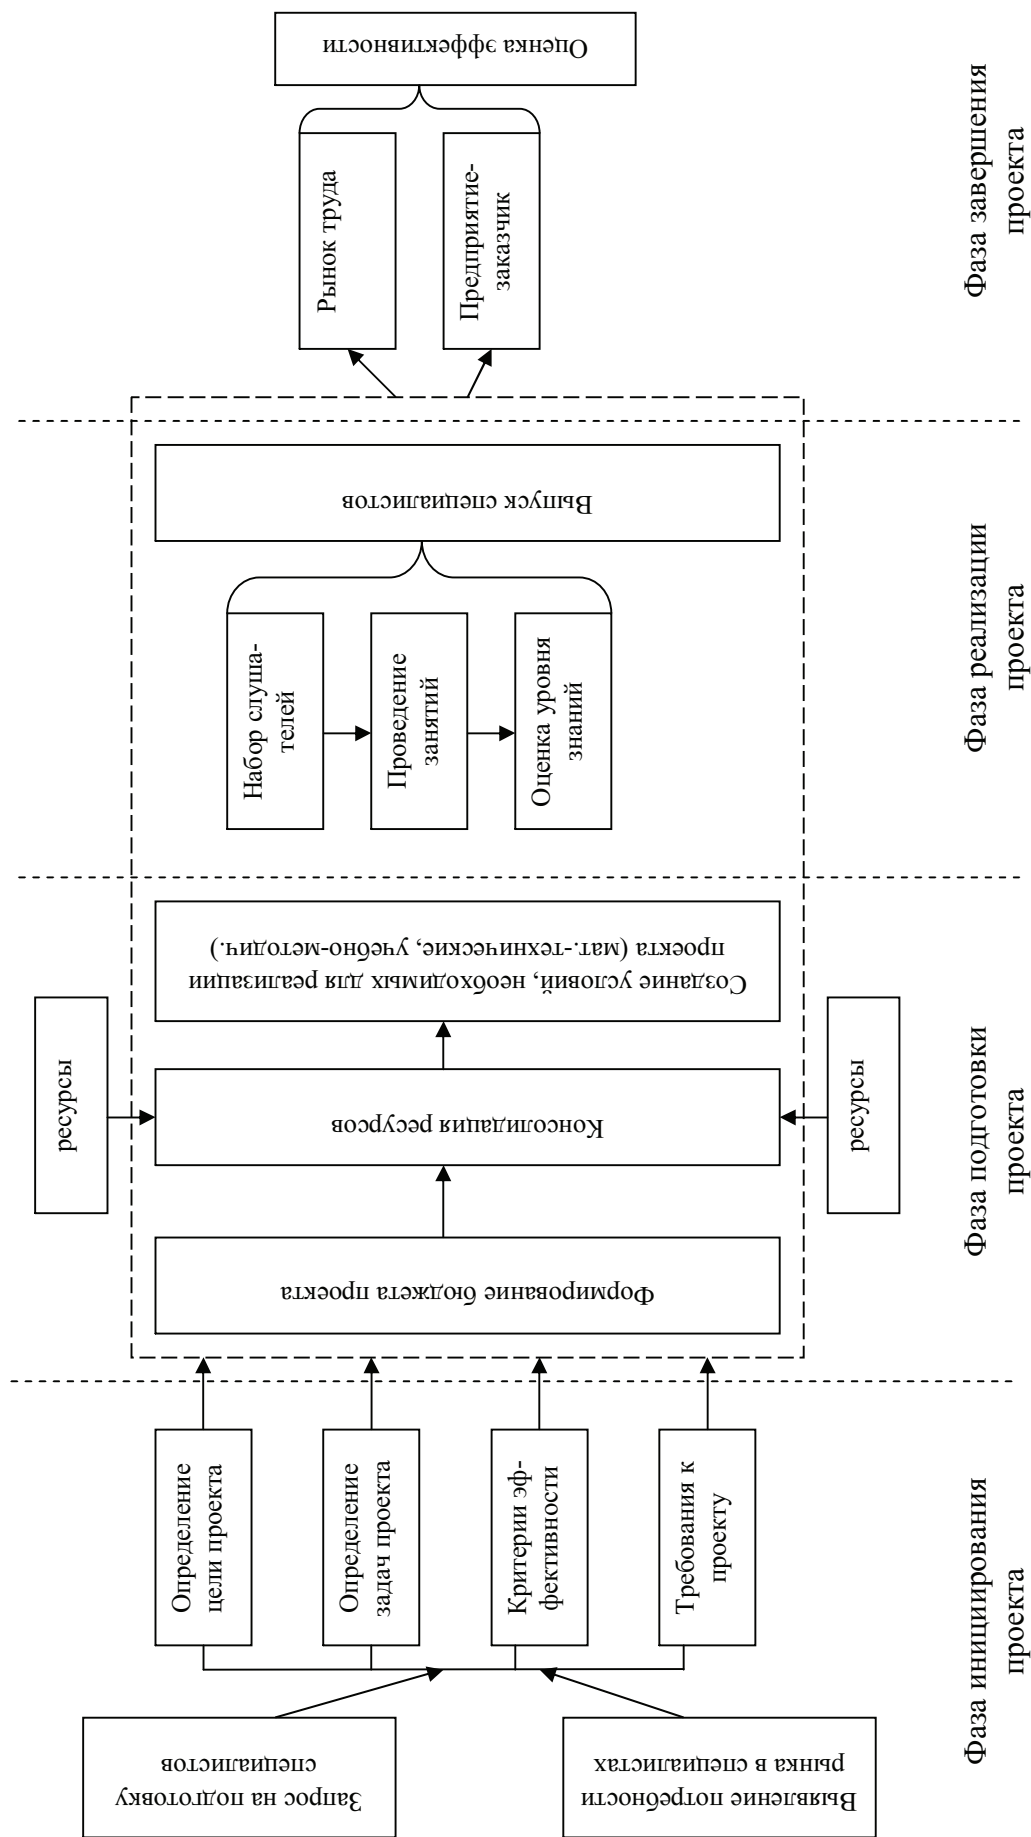 Запрос на подготовку
специалистов
Выявление потребности
рынка в специалистах
Определение
цели проекта
Определение
задач проекта
Критерии эф-
фективности
Требования к
проекту
Фаза инициирования
проекта
Формирование бюджета проекта
ресурсы
Консолидация ресурсов
ресурсы
Создание условий, необходимых для реализации
проекта (мат.-технические, учебно-методич.)
Фаза подготовки
проекта
Набор слуша-
телей
Проведение
занятий
Оценка уровня
знаний
Выпуск специалистов
Фаза реализации
проекта
Рынок труда
Предприятие-
заказчик
Оценка эффективности
Фаза завершения
проекта